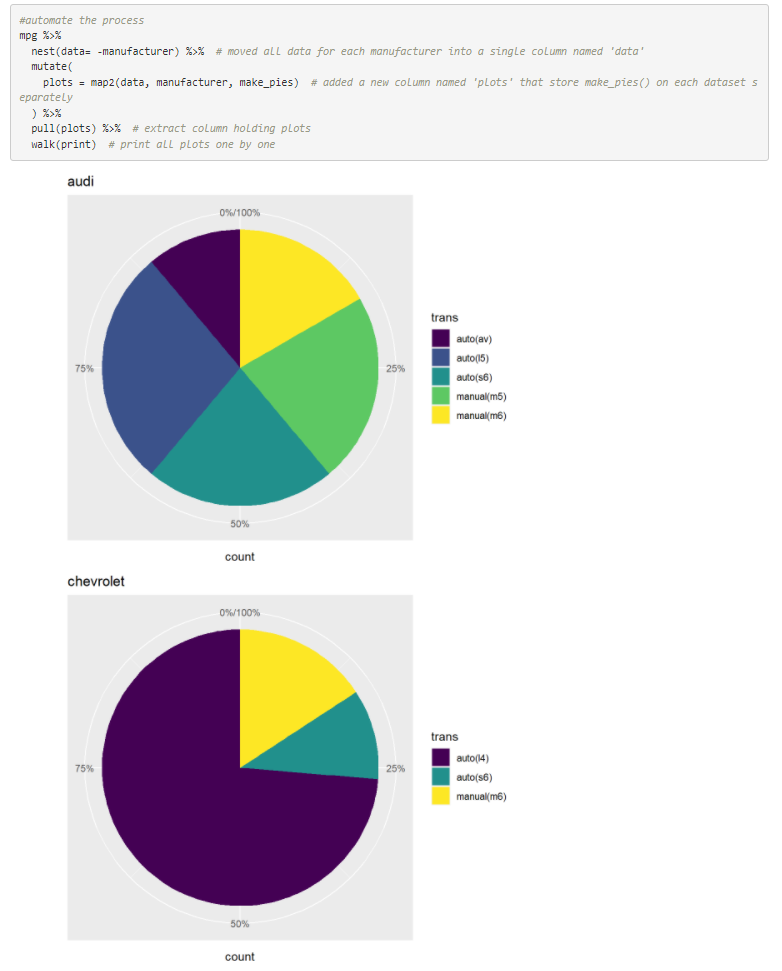 #automate the process
mpg %>%
  nest(data= -manufacturer) %>%  # moved all data for each manufacturer into a single column named 'data'
  mutate(
    plots = map2(data, manufacturer, make_pies)  # added a new column named 'plots' that store make_pies() on each dataset s
eparately
  ) %>%
  pull(plots) %>%  # extract column holding plots
  walk(print)  # print all plots one by one
audi
0%/100%
75%
25%
50%
count
trans
auto(av)
auto(l5)
auto(s6)
manual(m5)
manual(m6)
chevrolet
0%/100%
75%
25%
50%
count
trans
auto(l4)
auto(s6)
manual(m6)